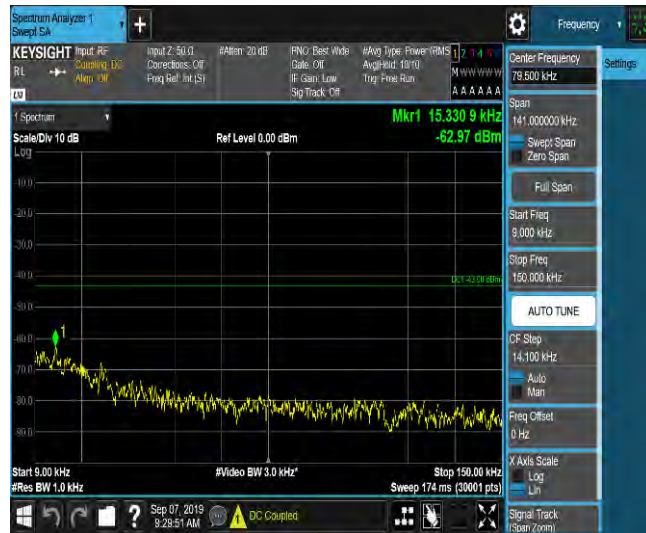 Spectrum Analyzer 1
Swept SA
Frequency
KEYSIGHT Input: RF
RL
Coupling: DC
Align: Off
Input Z: 50 Ω
Corrections: Off
Freq Ref: Int (S)
#Atten: 20 dB
PNO: Best Wide
Gate: Off
IF Gain: Low
Sig Track: Off
#Avg Type: Power (RMS
Avg|Hold: 10/10
Trig: Free Run
A A A A A A
1 Spectrum
Scale/Div 10 dB
Log
Ref Level 0.00 dBm
Mkr1 15.330 9 kHz
-62.97 dBm
-10.0
-20.0
-30.0
-40.0
-50.0
-60.0
-70.0
-80.0
-90.0
DL1 -43.00 dBm
1
Start 9.00 kHz
#Res BW 1.0 kHz
#Video BW 3.0 kHz*
Stop 150.00 kHz
Sweep 174 ms (30001 pts)
Center Frequency
79.500 kHz
Settings
Span
141.000000 kHz
Swept Span
Zero Span
Full Span
Start Freq
9.000 kHz
Stop Freq
150.000 kHz
AUTO TUNE
CF Step
14.100 kHz
Auto
Man
Freq Offset
0 Hz
X Axis Scale
Log
Lin
Signal Track
(Span Zoom)
Sep 07, 2019
9:29:51 AM
DC Coupled